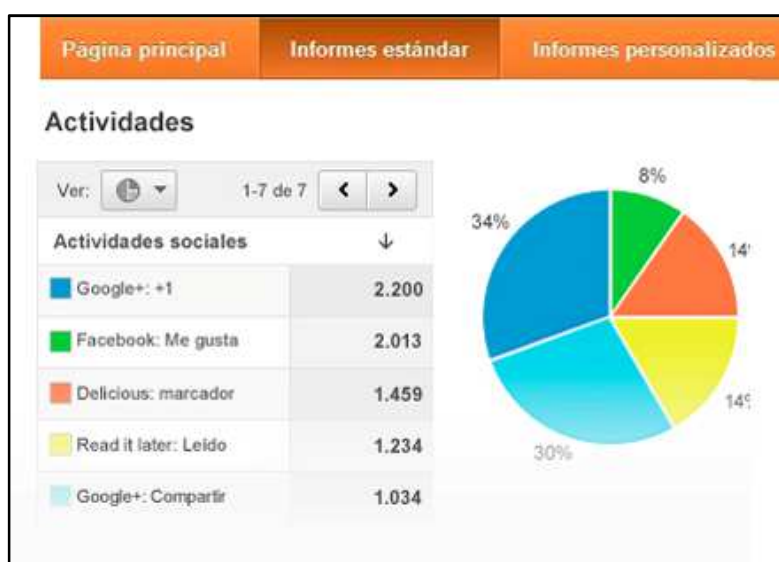 Página principal Informes estándar Informes personalizados
Actividades
Ver: 1-7 de 7
Actividades sociales
Google+: +1 2.200
Facebook: Me gusta 2.013
Delicious: marcador 1.459
Read it later: Leído 1.234
Google+: Compartir 1.034
8%
34%
14
14%
30%